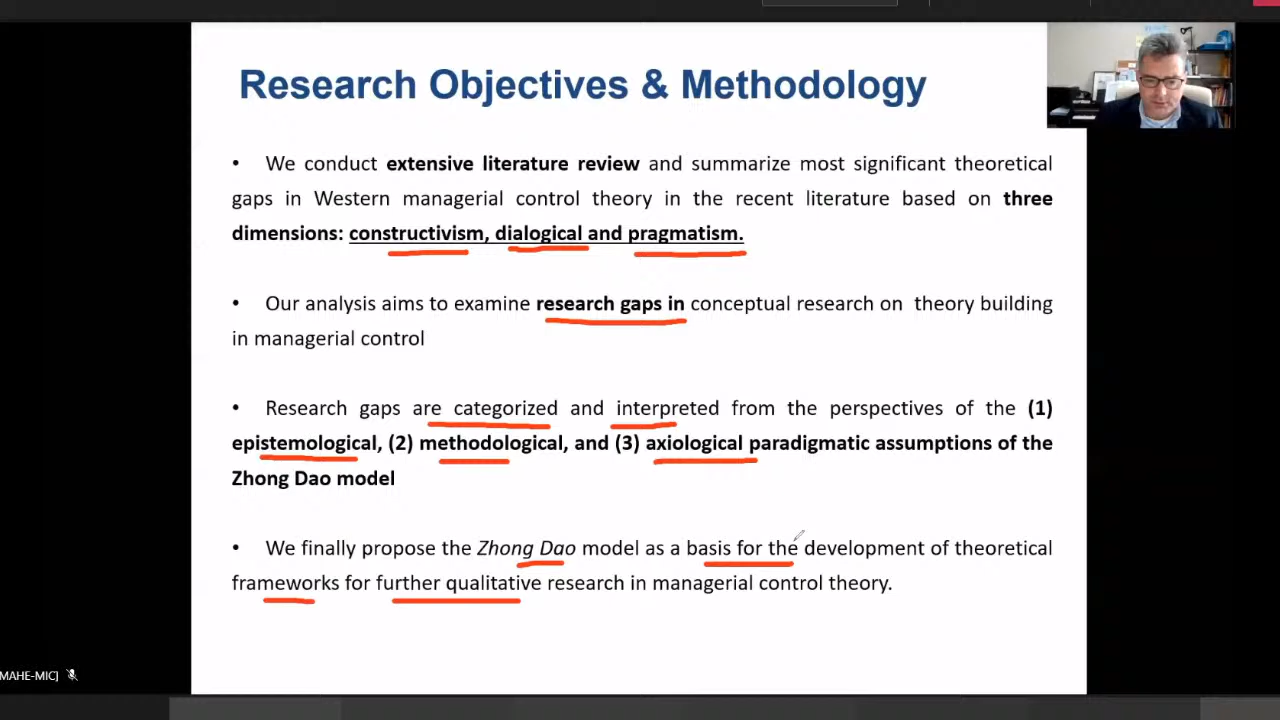 Research Objectives & Methodology
• We conduct extensive literature review and summarize most significant theoretical
gaps in Western managerial control theory in the recent literature based on three
dimensions: constructivism, dialogical and pragmatism.
• Our analysis aims to examine research gaps in conceptual research on theory building
in managerial control
• Research gaps are categorized and interpreted from the perspectives of the (1)
epistemological, (2) methodological, and (3) axiological paradigmatic assumptions of the
Zhong Dao model
• We finally propose the Zhong Dao model as a basis for the development of theoretical
frameworks for further qualitative research in managerial control theory.
MAHE-MIC]